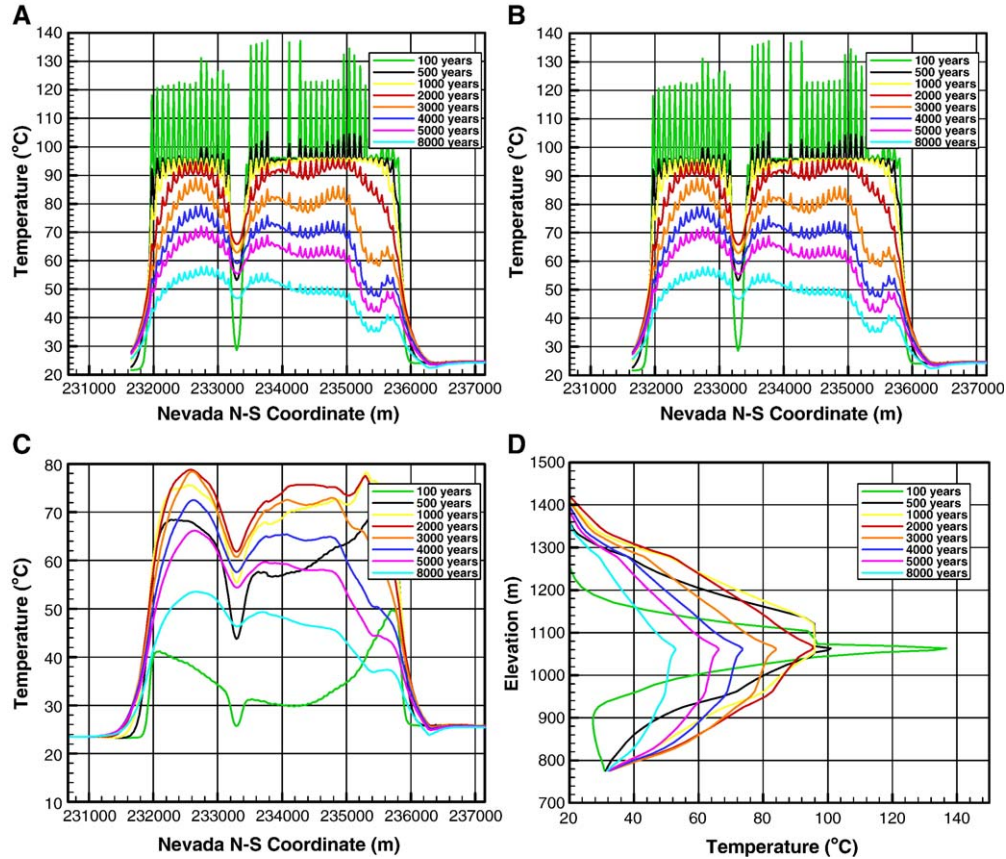 A
Temperature (°C)
140
130
120
110
100
90
80
70
60
50
40
30
20
100 years
500 years
1000 years
2000 years
3000 years
4000 years
5000 years
8000 years
231000 232000 233000 234000 235000 236000 237000
Nevada N-S Coordinate (m)
B
Temperature (°C)
140
130
120
110
100
90
80
70
60
50
40
30
20
100 years
500 years
1000 years
2000 years
3000 years
4000 years
5000 years
8000 years
231000 232000 233000 234000 235000 236000 237000
Nevada N-S Coordinate (m)
C
Temperature (°C)
80
70
60
50
40
30
20
10
100 years
500 years
1000 years
2000 years
3000 years
4000 years
5000 years
8000 years
231000 232000 233000 234000 235000 236000 237000
Nevada N-S Coordinate (m)
D
Elevation (m)
1500
1400
1300
1200
1100
1000
900
800
700
100 years
500 years
1000 years
2000 years
3000 years
4000 years
5000 years
8000 years
20 40 60 80 100 120 140
Temperature (°C)